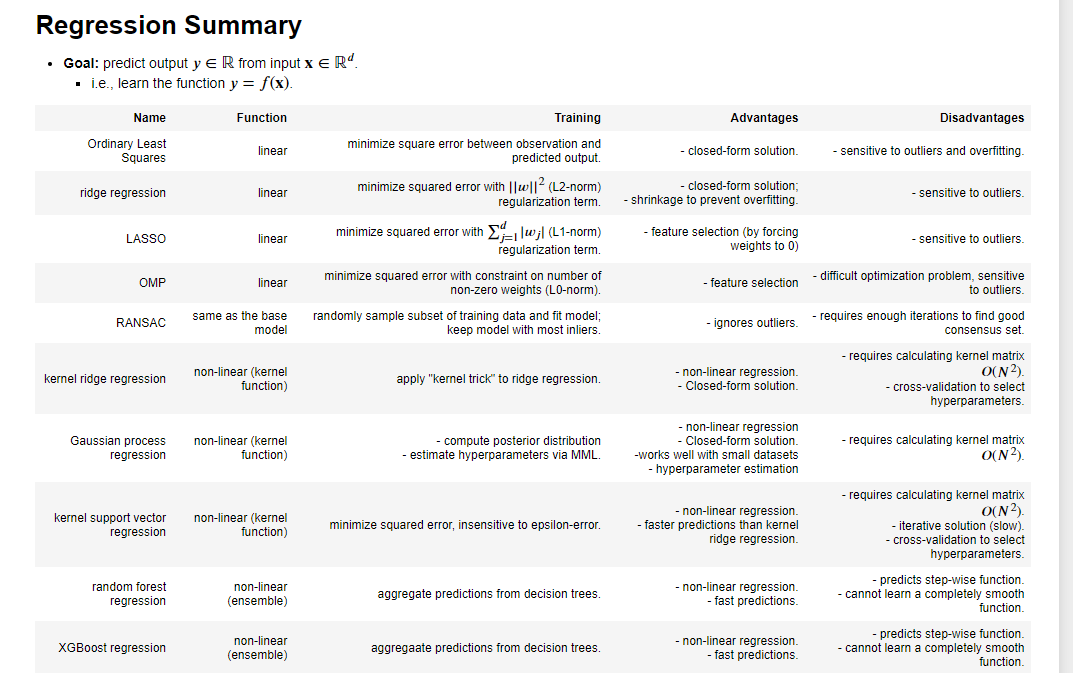 Regression Summary
• Goal: predict output y ∈ ℝ from input x ∈ ℝᵈ.
▪ i.e., learn the function y = f(x).
Name Function Training Advantages Disadvantages
Ordinary Least
Squares
linear
minimize square error between observation and
predicted output.
- closed-form solution.
- sensitive to outliers and overfitting.
ridge regression
linear
minimize squared error with ||w||² (L2-norm)
regularization term.
- closed-form solution;
- shrinkage to prevent overfitting.
- sensitive to outliers.
LASSO
linear
minimize squared error with ∑ᵈⱼ₌₁ |wⱼ| (L1-norm)
regularization term.
- feature selection (by forcing
weights to 0)
- sensitive to outliers.
OMP
linear
minimize squared error with constraint on number of
non-zero weights (L0-norm).
- feature selection
- difficult optimization problem, sensitive
to outliers.
RANSAC
same as the base
model
randomly sample subset of training data and fit model;
keep model with most inliers.
- ignores outliers.
- requires enough iterations to find good
consensus set.
kernel ridge regression
non-linear (kernel
function)
apply "kernel trick" to ridge regression.
- non-linear regression.
- Closed-form solution.
- requires calculating kernel matrix
O(N²).
- cross-validation to select
hyperparameters.
Gaussian process
regression
non-linear (kernel
function)
- compute posterior distribution
- estimate hyperparameters via MML.
- non-linear regression
- Closed-form solution.
-works well with small datasets
- hyperparameter estimation
- requires calculating kernel matrix
O(N²).
kernel support vector
regression
non-linear (kernel
function)
minimize squared error, insensitive to epsilon-error.
- non-linear regression.
- faster predictions than kernel
ridge regression.
- requires calculating kernel matrix
O(N²).
- iterative solution (slow).
- cross-validation to select
hyperparameters.
random forest
regression
non-linear
(ensemble)
aggregate predictions from decision trees.
- non-linear regression.
- fast predictions.
- predicts step-wise function.
- cannot learn a completely smooth
function.
XGBoost regression
non-linear
(ensemble)
aggregaate predictions from decision trees.
- non-linear regression.
- fast predictions.
- predicts step-wise function.
- cannot learn a completely smooth
function.